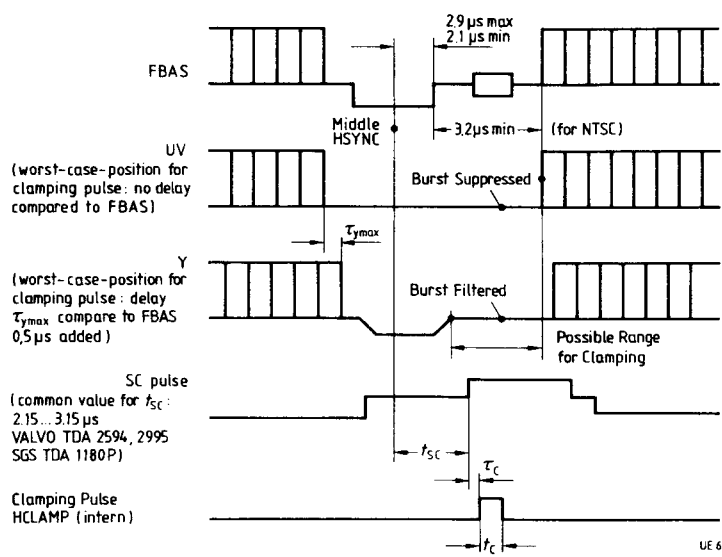 2.9 µs max
2.1 µs min
FBAS
Middle
HSYNC
3.2µs min
(for NTSC)
UV
(worst-case-position for
clamping pulse: no delay
compared to FBAS)
Burst Suppressed
τymax
Y
(worst-case-position for
clamping pulse: delay
τymax compare to FBAS
0,5µs added)
Burst Filtered
Possible Range
for Clamping
SC pulse
(common value for tSC:
2.15...3.15 µs
VALVO TDA 2594, 2995
SGS TDA 1180P)
tSC
τC
Clamping Pulse
HCLAMP (intern)
tC
UE 6